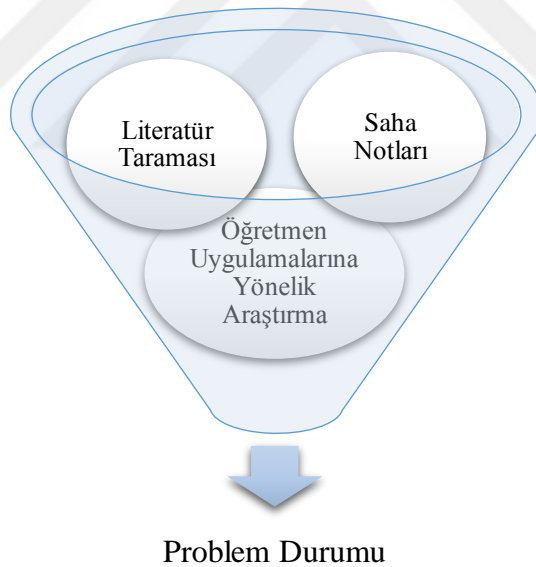 Literatür
Taraması
Saha
Notları
Öğretmen
Uygulamalarına
Yönelik
Araştırma
Problem Durumu